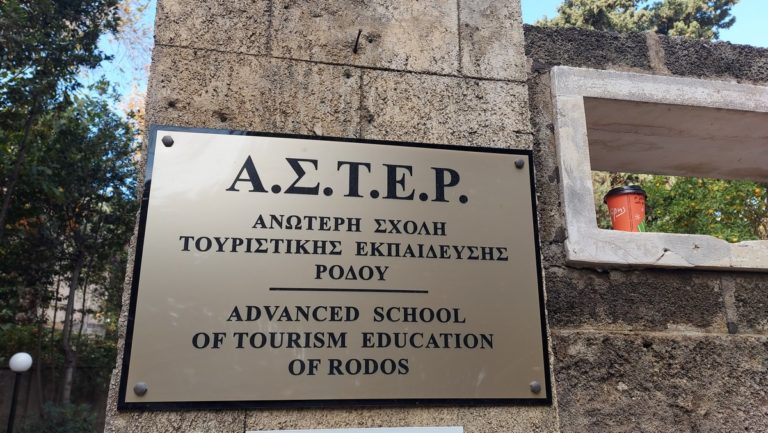 Α.Σ.Τ.Ε.Ρ.
ΑΝΩΤΕΡΗ ΣΧΟΛΗ
ΤΟΥΡΙΣΤΙΚΗΣ ΕΚΠΑΙΔΕΥΣΗΣ
ΡΟΔΟΥ
ADVANCED SCHOOL
OF TOURISM EDUCATION
OF RODOS